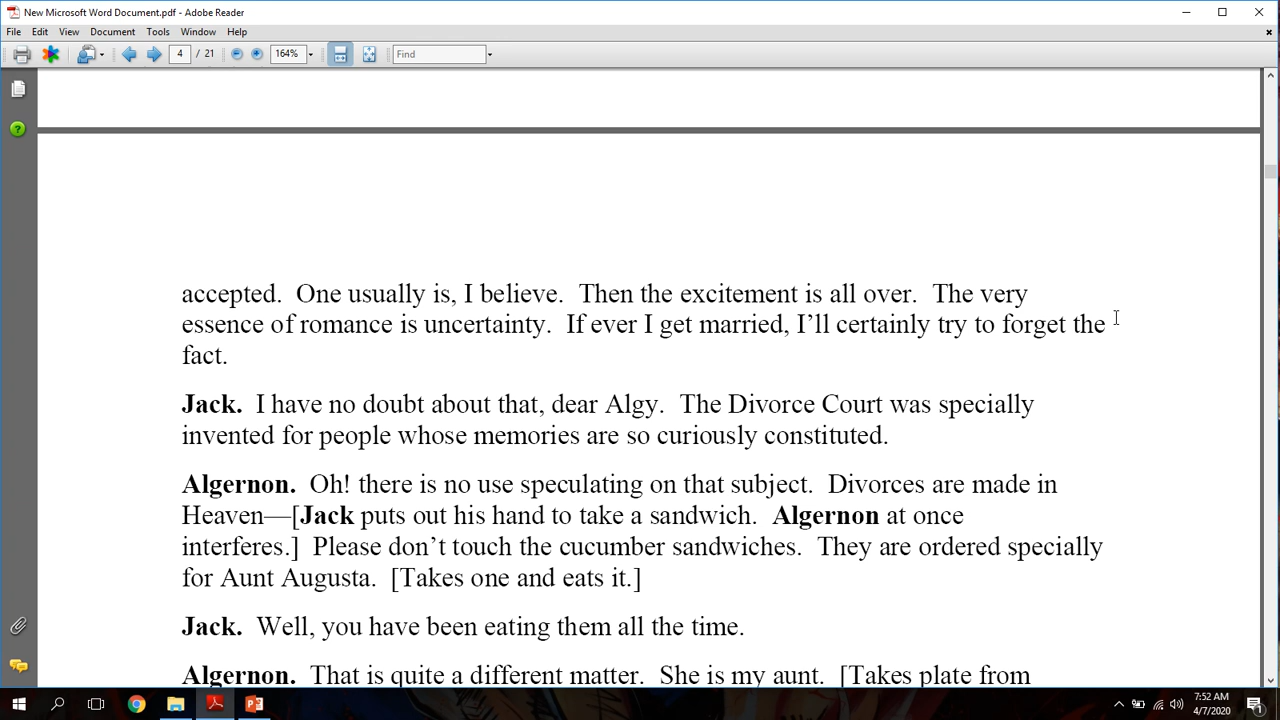 New Microsoft Word Document.pdf - Adobe Reader
File Edit View Document Tools Window Help
4 / 21 164% Find
accepted.  One usually is, I believe.  Then the excitement is all over.  The very
essence of romance is uncertainty.  If ever I get married, I’ll certainly try to forget the
fact.
Jack.  I have no doubt about that, dear Algy.  The Divorce Court was specially
invented for people whose memories are so curiously constituted.
Algernon.  Oh! there is no use speculating on that subject.  Divorces are made in
Heaven—[Jack puts out his hand to take a sandwich.  Algernon at once
interferes.]  Please don’t touch the cucumber sandwiches.  They are ordered specially
for Aunt Augusta.  [Takes one and eats it.]
Jack.  Well, you have been eating them all the time.
Algernon.  That is quite a different matter.  She is my aunt.  [Takes plate from
7:52 AM
4/7/2020